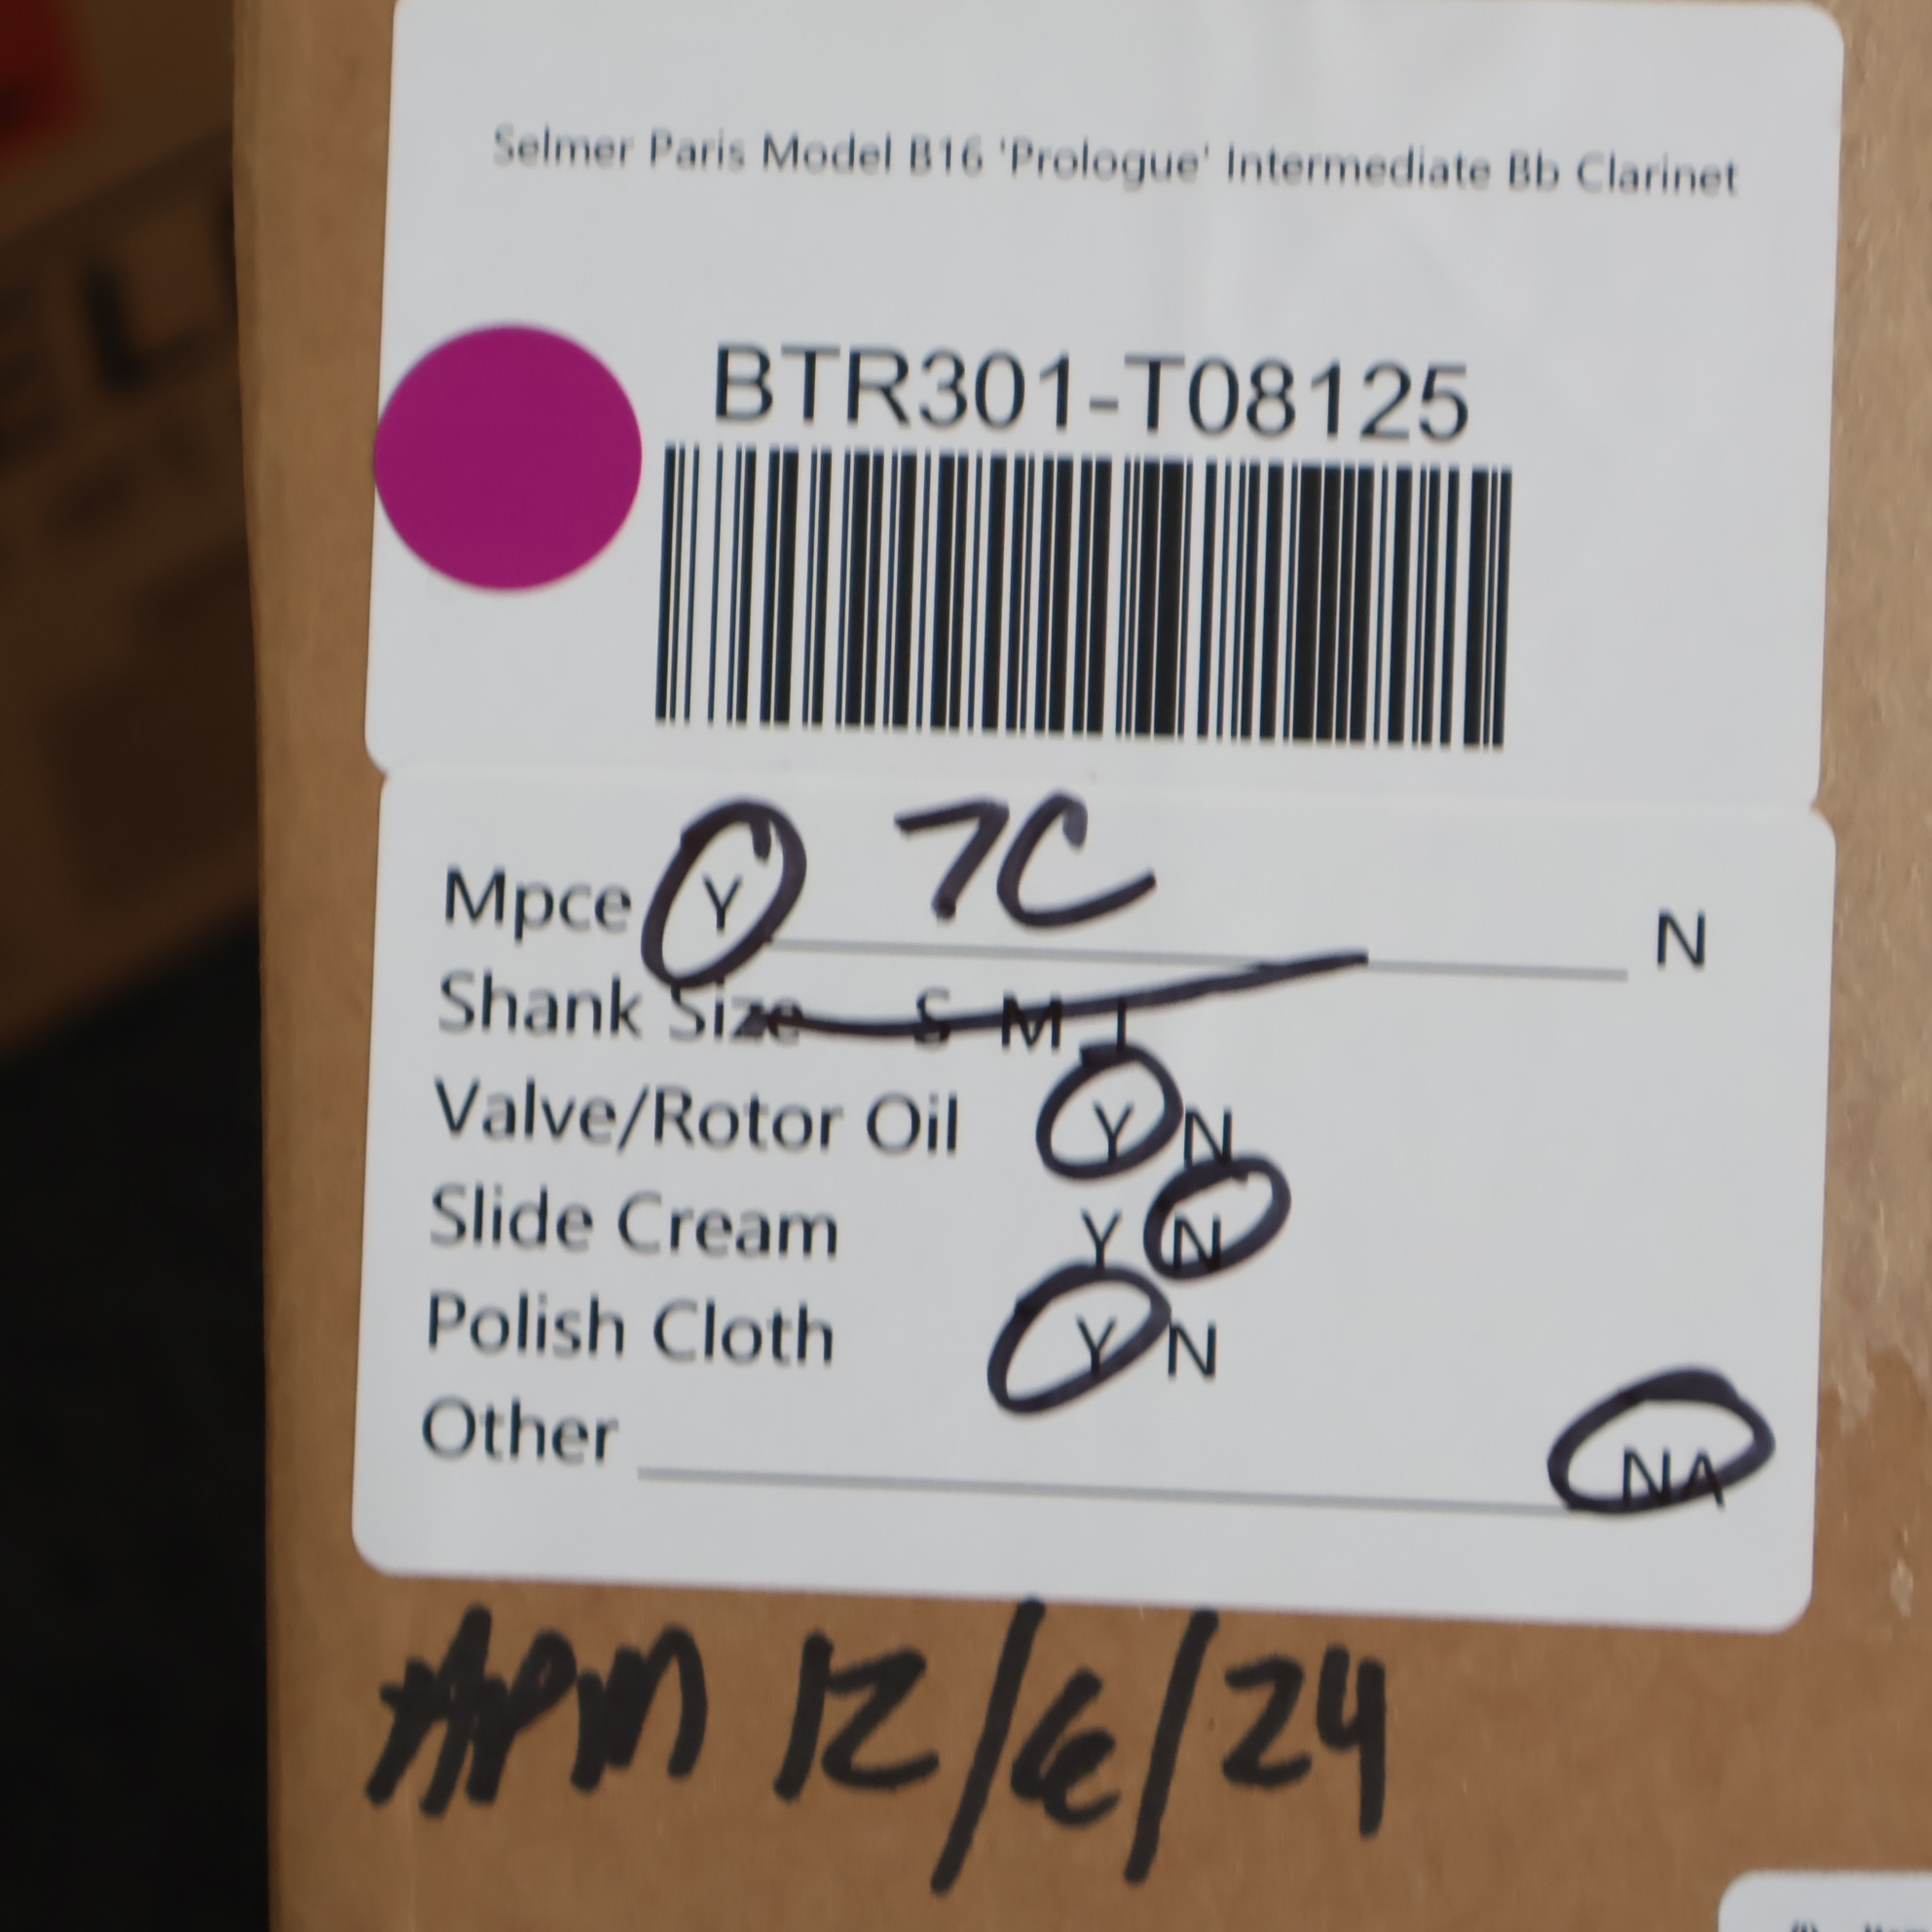 Selmer Paris Model B16 'Prologue' Intermediate Bb Clarinet
BTR301-T08125
Mpce Y 7C N
Shank Size S M L
Valve/Rotor Oil Y N
Slide Cream Y N
Polish Cloth Y N
Other NA
APM 12/6/24